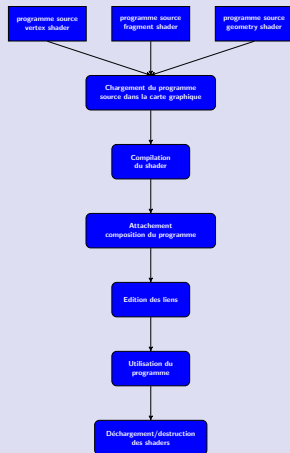 programme source
vertex shader
programme source
fragment shader
programme source
geometry shader
Chargement du programme
source dans la carte graphique
Compilation
du shader
Attachement
composition du programme
Edition des liens
Utilisation du
programme
Déchargement/destruction
des shaders